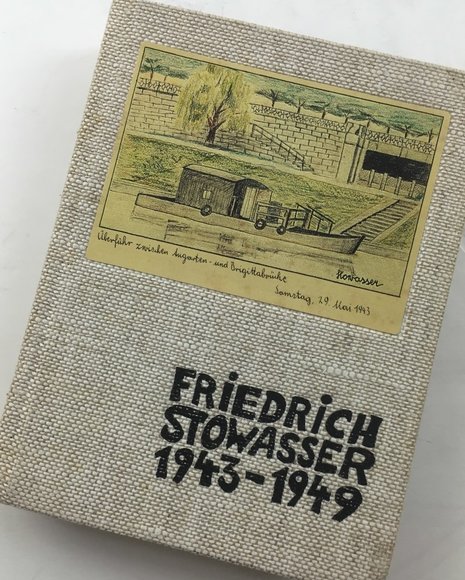 Überfuhr zwischen Augarten- und Brigittabrücke
Stowasser
Samstag, 29. Mai 1943
FRiEDRiCH
STOWASSER
1943-1949